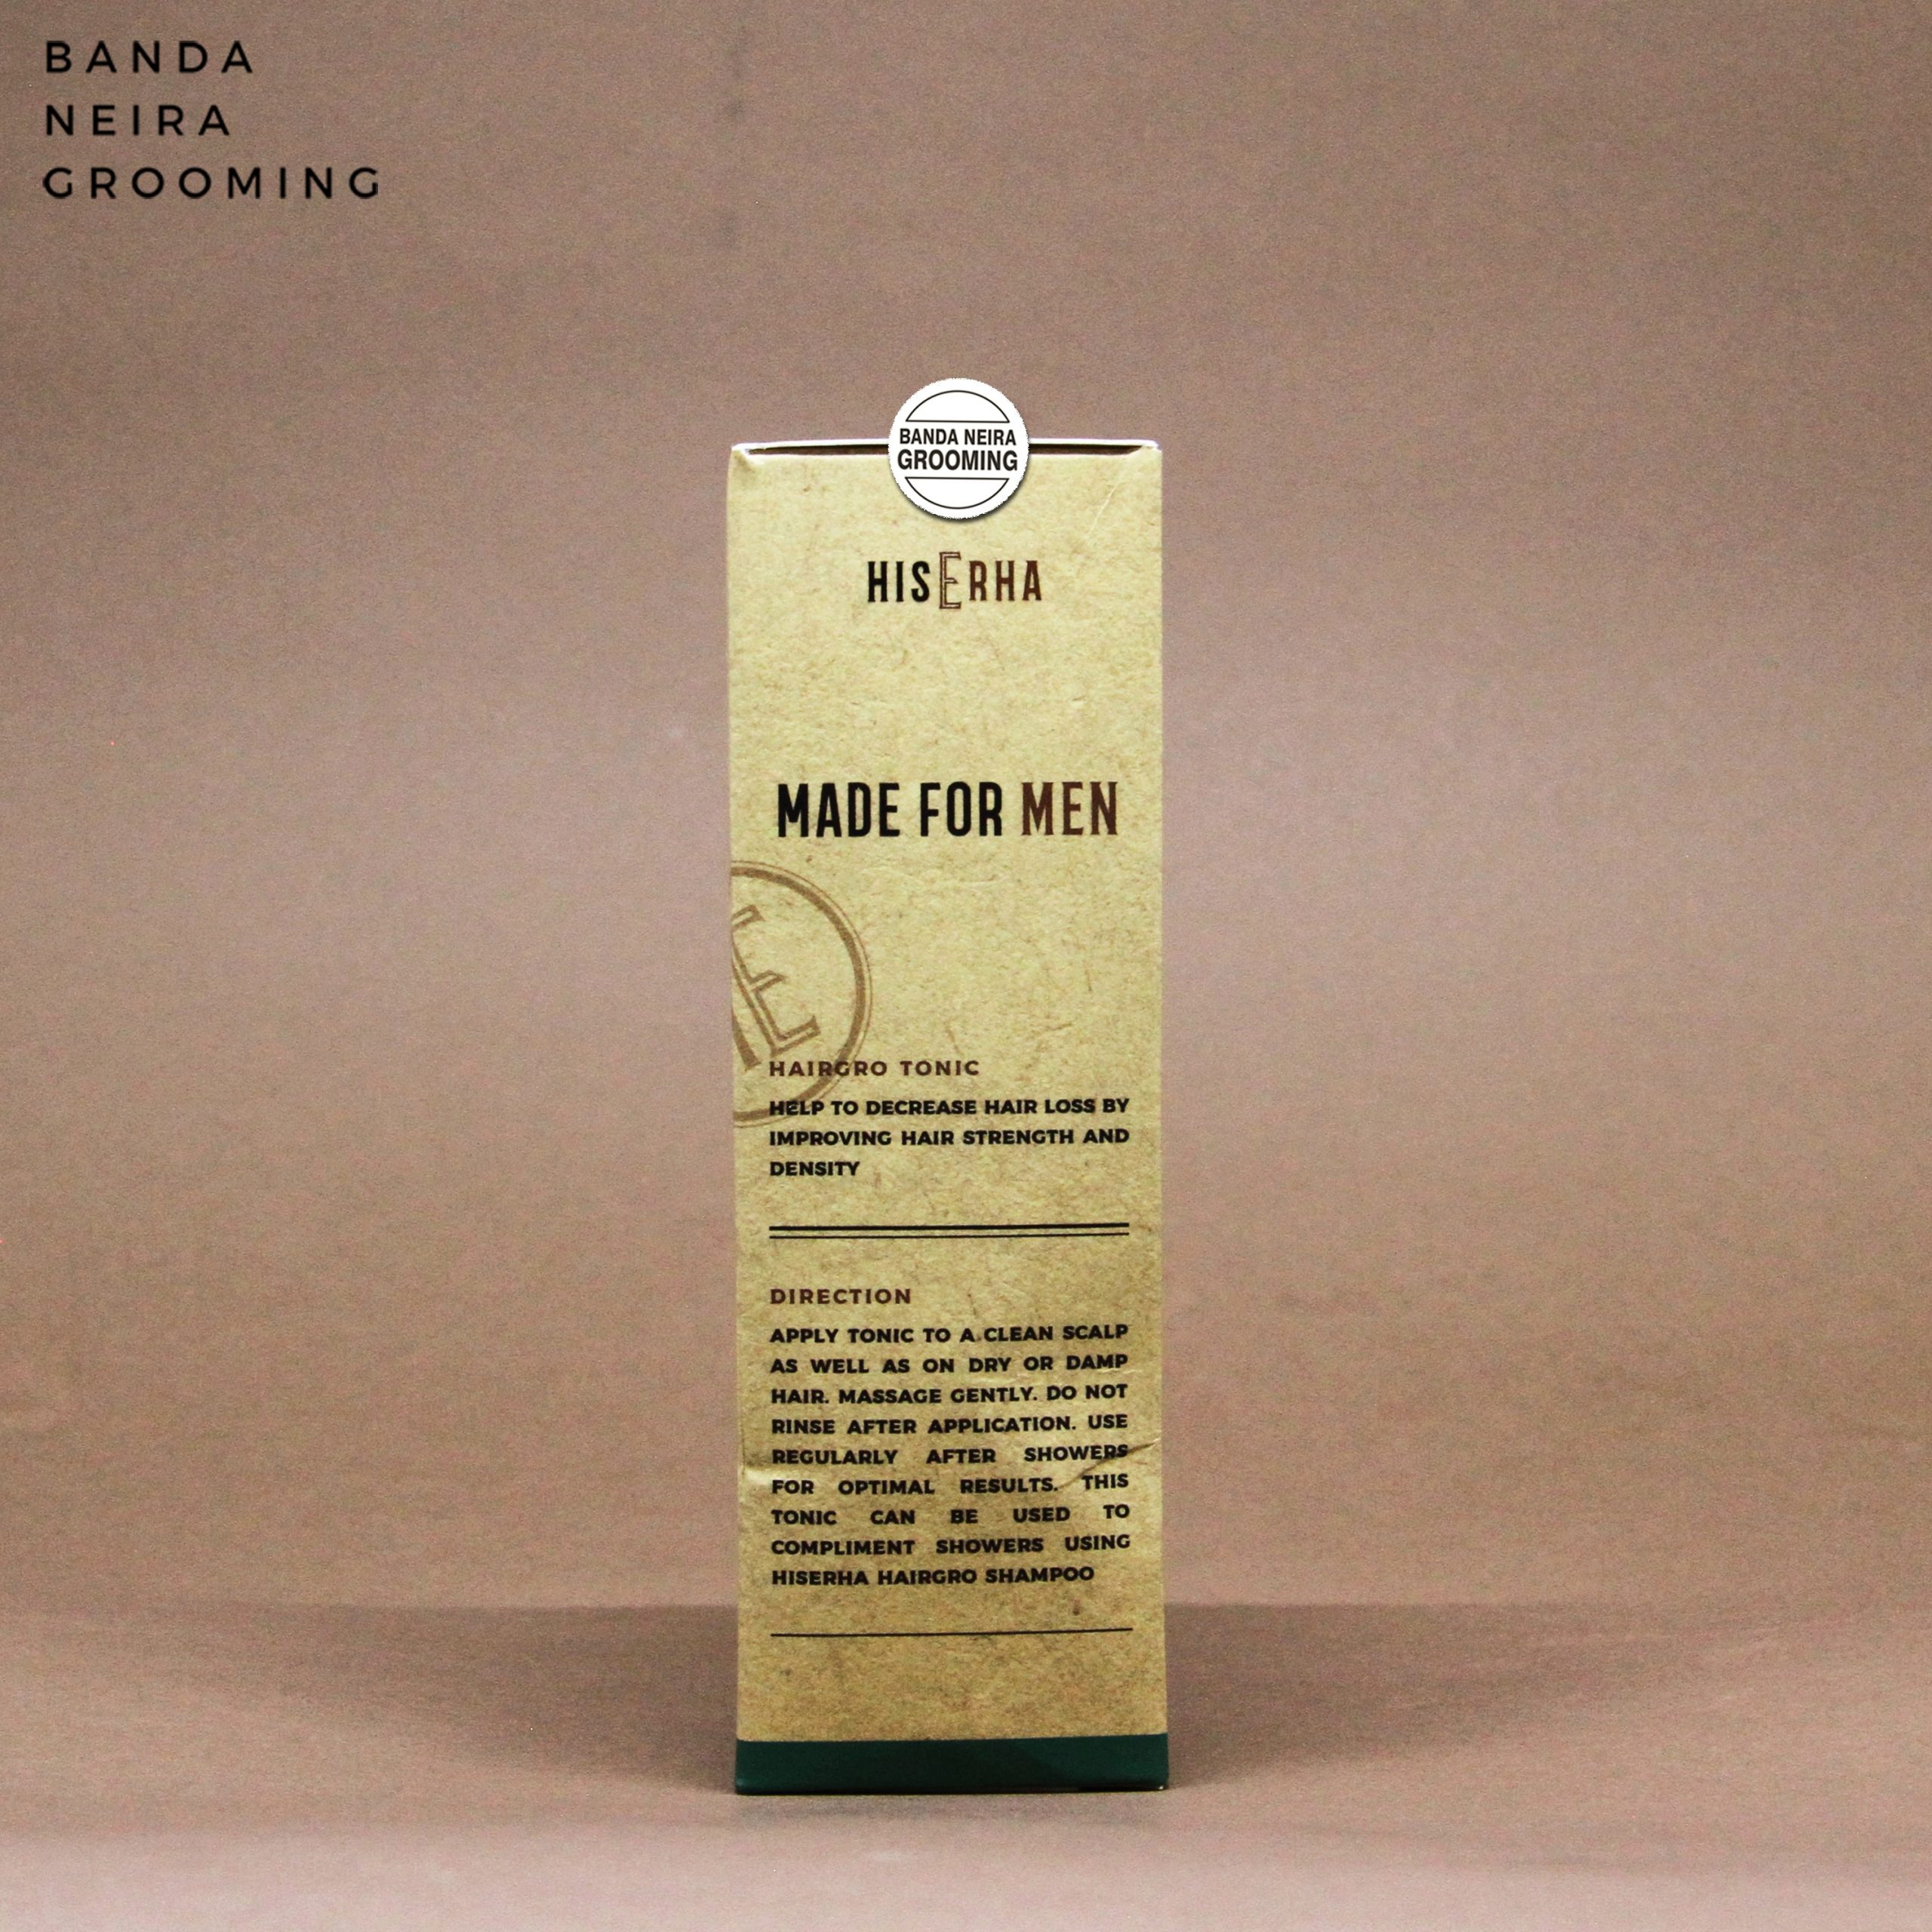 BANDA
NEIRA
GROOMING
BANDA NEIRA
GROOMING
HISERHA
MADE FOR MEN
E
HAIRGRO TONIC
HELP TO DECREASE HAIR LOSS BY
IMPROVING HAIR STRENGTH AND
DENSITY
DIRECTION
APPLY TONIC TO A CLEAN SCALP
AS WELL AS ON DRY OR DAMP
HAIR. MASSAGE GENTLY. DO NOT
RINSE AFTER APPLICATION. USE
REGULARLY AFTER SHOWERS
FOR OPTIMAL RESULTS. THIS
TONIC CAN BE USED TO
COMPLIMENT SHOWERS USING
HISERHA HAIRGRO SHAMPOO